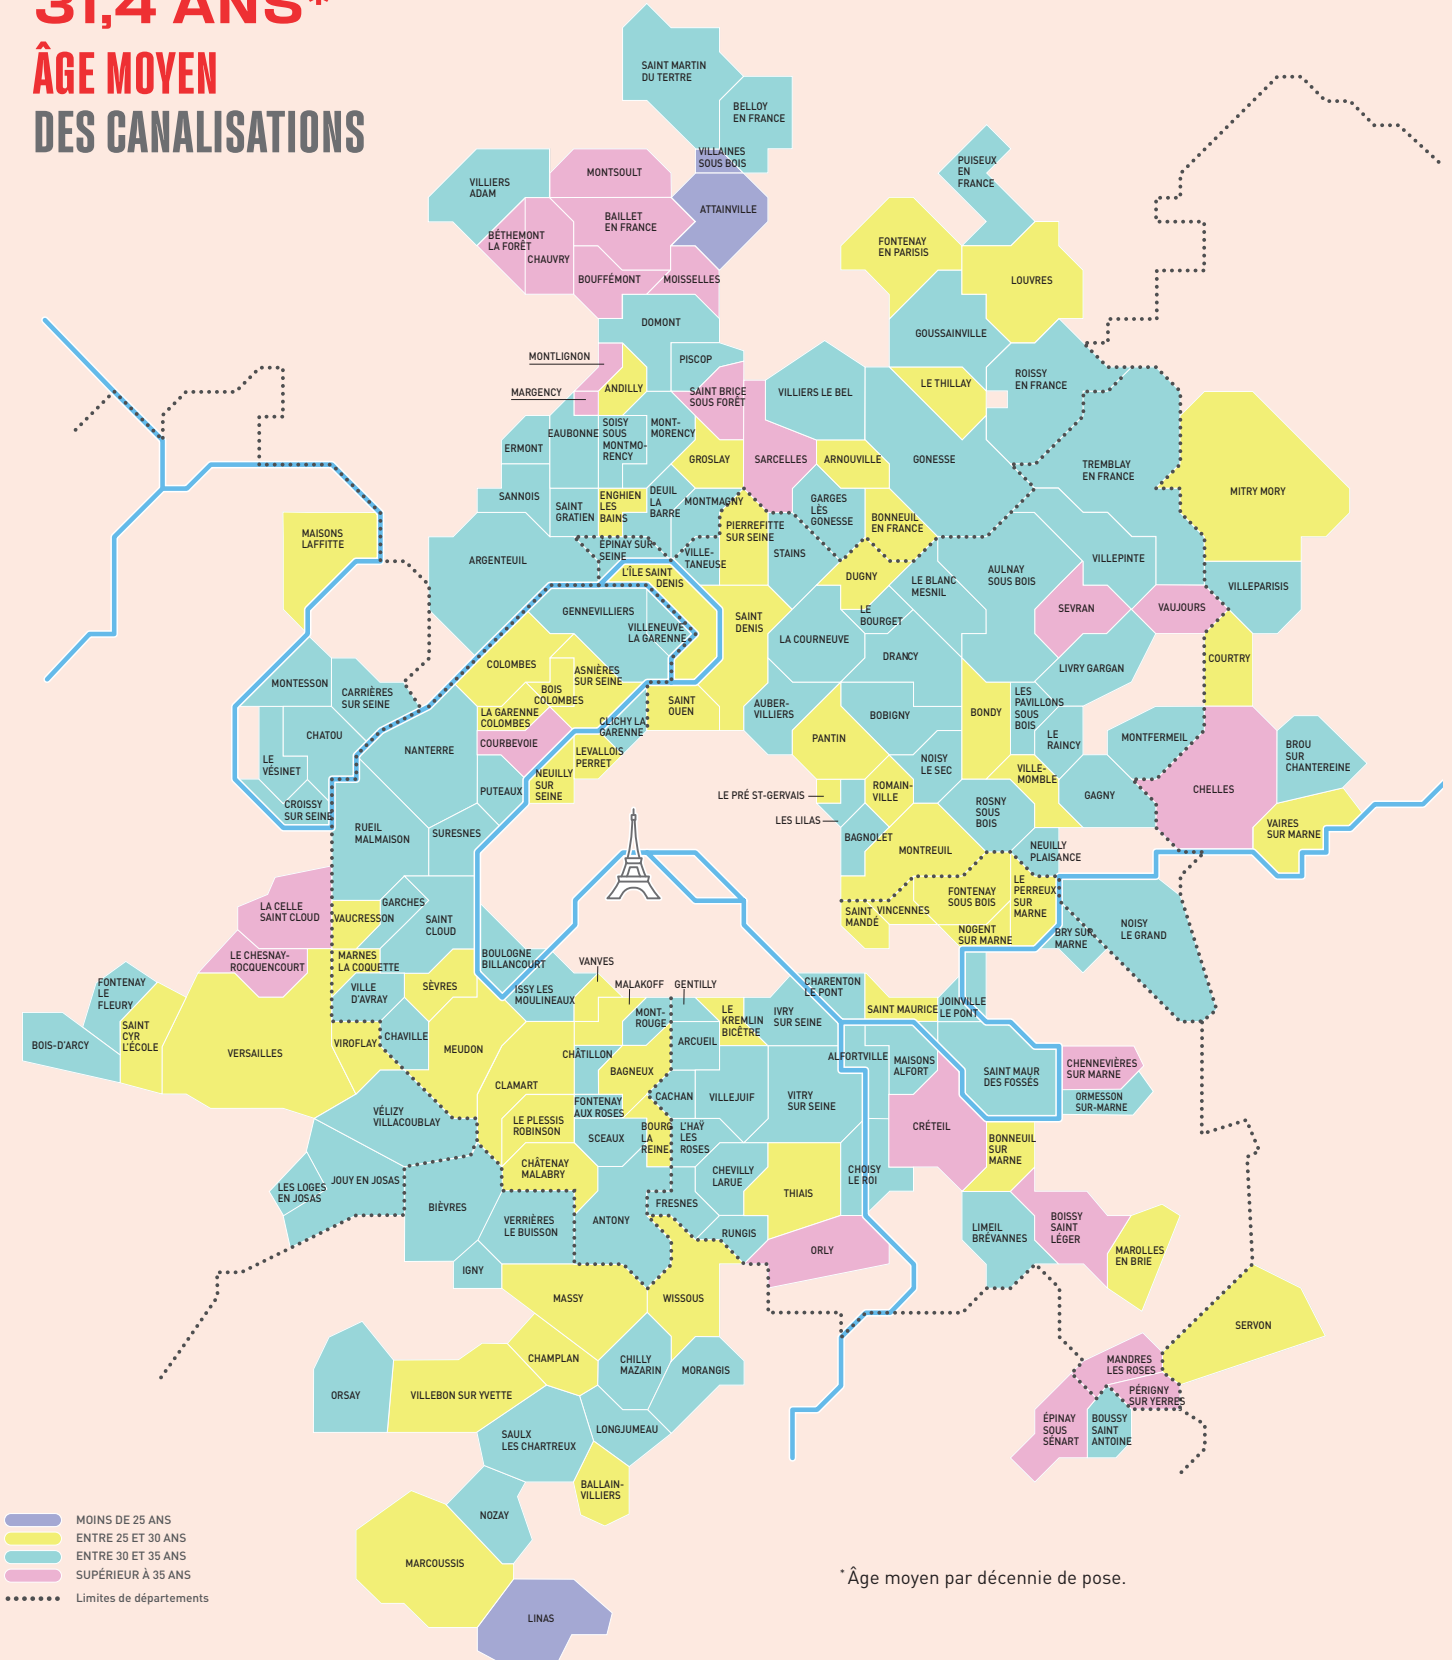 31,4 ANS*
ÂGE MOYEN
DES CANALISATIONS
SAINT MARTIN
DU TERTRE
BELLOY
EN FRANCE
VILLAINES
SOUS BOIS
PUISEUX
EN
FRANCE
VILLIERS
ADAM
MONTSOULT
ATTAINVILLE
BAILLET
EN FRANCE
BÉTHEMONT
LA FORÊT
CHAUVRY
BOUFFÉMONT
MOISSELLES
FONTENAY
EN PARISIS
LOUVRES
DOMONT
GOUSSAINVILLE
MONTLIGNON
PISCOP
MARGENCY
ANDILLY
SAINT BRICE
SOUS FORÊT
VILLIERS LE BEL
LE THILLAY
ROISSY
EN FRANCE
EAUBONNE
SOISY
SOUS
MONTMO-
RENCY
MONT-
MORENCY
ERMONT
GROSLAY
SARCELLES
ARNOUVILLE
GONESSE
TREMBLAY
EN FRANCE
MITRY MORY
SANNOIS
SAINT
GRATIEN
ENGHIEN
LES
BAINS
DEUIL
LA
BARRE
MONTMAGNY
GARGES
LÈS
GONESSE
BONNEUIL
EN FRANCE
MAISONS
LAFFITTE
PIERREFITTE
SUR SEINE
ARGENTEUIL
ÉPINAY SUR
SEINE
VILLE-
TANEUSE
STAINS
L'ÎLE SAINT
DENIS
DUGNY
LE BLANC
MESNIL
AULNAY
SOUS BOIS
VILLEPINTE
VILLEPARISIS
GENNEVILLIERS
VILLENEUVE
LA GARENNE
SAINT
DENIS
LE
BOURGET
LA COURNEUVE
SEVRAN
VAUJOURS
DRANCY
LIVRY GARGAN
COURTRY
COLOMBES
ASNIÈRES
SUR SEINE
BOIS
COLOMBES
MONTESSON
CARRIÈRES
SUR SEINE
LA GARENNE
COLOMBES
CLICHY LA
GARENNE
SAINT
OUEN
AUBER-
VILLIERS
BOBIGNY
BONDY
LES
PAVILLONS
SOUS
BOIS
LE
RAINCY
MONTFERMEIL
BROU
SUR
CHANTEREINE
CHATOU
NANTERRE
COURBEVOIE
LEVALLOIS
PERRET
PANTIN
NOISY
LE SEC
VILLE-
MOMBLE
GAGNY
CHELLES
LE
VÉSINET
NEUILLY
SUR
SEINE
PUTEAUX
LE PRÉ ST-GERVAIS
ROMAIN-
VILLE
ROSNY
SOUS
BOIS
CROISSY
SUR SEINE
RUEIL
MALMAISON
SURESNES
LES LILAS
BAGNOLET
MONTREUIL
NEUILLY
PLAISANCE
VAIRES
SUR MARNE
LA CELLE
SAINT CLOUD
VAUCRESSON
GARCHES
SAINT
CLOUD
SAINT
MANDÉ
VINCENNES
FONTENAY
SOUS BOIS
LE
PERREUX
SUR
MARNE
NOGENT
SUR MARNE
BRY SUR
MARNE
NOISY
LE GRAND
LE CHESNAY-
ROCQUENCOURT
MARNES
LA COQUETTE
BOULOGNE
BILLANCOURT
VANVES
MALAKOFF
GENTILLY
CHARENTON
LE PONT
FONTENAY
LE
FLEURY
VILLE
D'AVRAY
SÈVRES
ISSY LES
MOULINEAUX
MONT-
ROUGE
LE
KREMLIN
BICÊTRE
IVRY
SUR SEINE
SAINT MAURICE
JOINVILLE
LE PONT
BOIS-D'ARCY
SAINT
CYR
L'ÉCOLE
VERSAILLES
VIROFLAY
CHAVILLE
MEUDON
CHÂTILLON
ARCUEIL
ALFORTVILLE
MAISONS
ALFORT
SAINT MAUR
DES FOSSÉS
CHENNEVIÈRES
SUR MARNE
CLAMART
BAGNEUX
CACHAN
VILLEJUIF
VITRY
SUR SEINE
ORMESSON
SUR-MARNE
VÉLIZY
VILLACOUBLAY
LE PLESSIS
ROBINSON
FONTENAY
AUX ROSES
SCEAUX
BOURG
LA
REINE
L'HAŸ
LES
ROSES
CRÉTEIL
BONNEUIL
SUR
MARNE
CHÂTENAY
MALABRY
CHEVILLY
LARUE
THIAIS
CHOISY
LE ROI
LES LOGES
EN JOSAS
JOUY EN JOSAS
BIÈVRES
VERRIÈRES
LE BUISSON
ANTONY
FRESNES
RUNGIS
ORLY
LIMEIL
BRÉVANNES
BOISSY
SAINT
LÉGER
MAROLLES
EN BRIE
IGNY
MASSY
WISSOUS
SERVON
CHAMPLAN
CHILLY
MAZARIN
MORANGIS
MANDRES
LES ROSES
ORSAY
VILLEBON SUR YVETTE
PÉRIGNY
SUR YERRES
SAULX
LES CHARTREUX
LONGJUMEAU
ÉPINAY
SOUS
SÉNART
BOUSSY
SAINT
ANTOINE
BALLAIN-
VILLIERS
NOZAY
MARCOUSSIS
LINAS
MOINS DE 25 ANS
ENTRE 25 ET 30 ANS
ENTRE 30 ET 35 ANS
SUPÉRIEUR À 35 ANS
Limites de départements
*Âge moyen par décennie de pose.